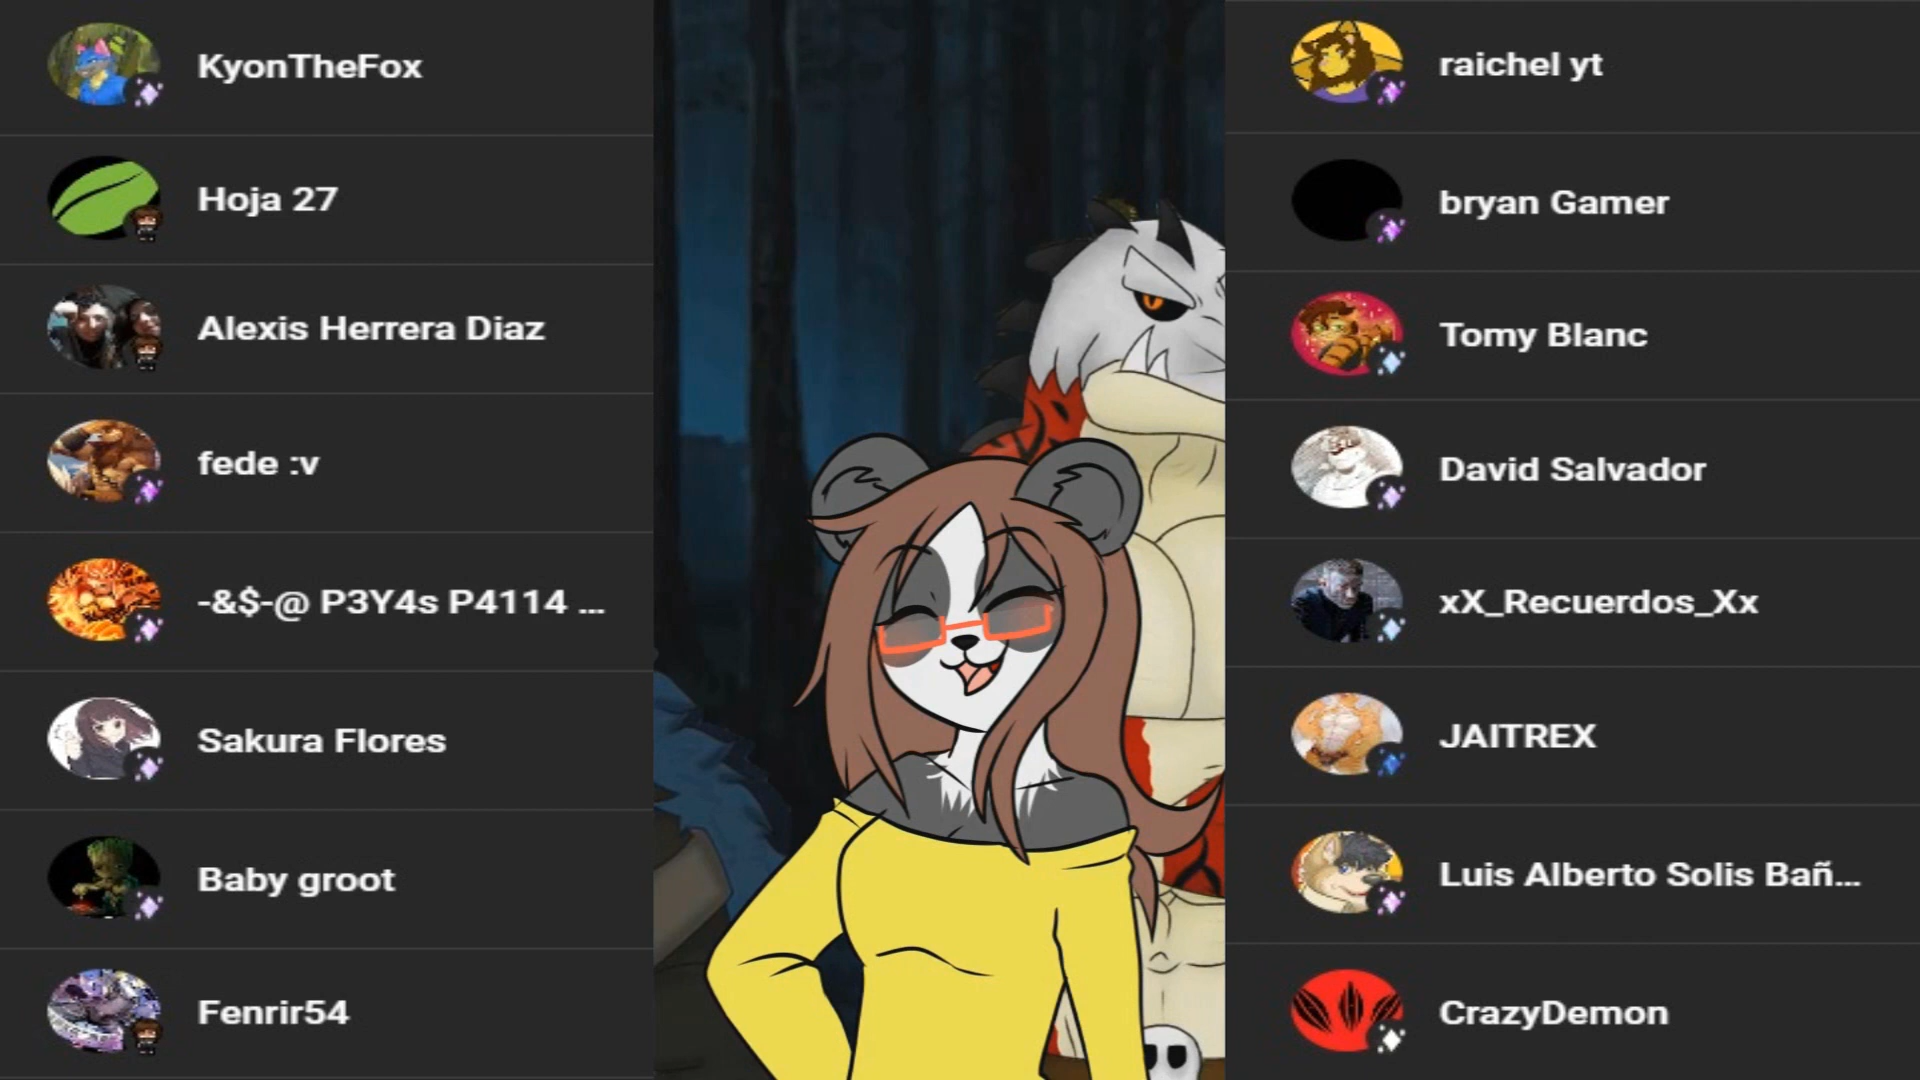 KyonTheFox
Hoja 27
Alexis Herrera Diaz
fede :v
-&$-@ P3Y4s P4114 ...
Sakura Flores
Baby groot
Fenrir54
raichel yt
bryan Gamer
Tomy Blanc
David Salvador
xX_Recuerdos_Xx
JAITREX
Luis Alberto Solis Bañ...
CrazyDemon